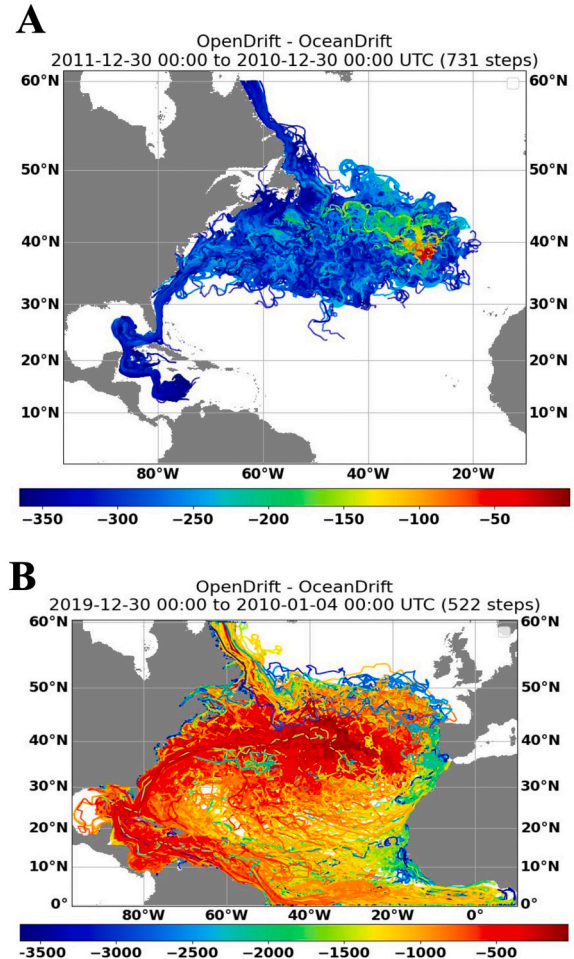 A
OpenDrift - OceanDrift
2011-12-30 00:00 to 2010-12-30 00:00 UTC (731 steps)
60°N 60°N
50°N 50°N
40°N 40°N
30°N 30°N
20°N 20°N
10°N 10°N
80°W 60°W 40°W 20°W
−350 −300 −250 −200 −150 −100 −50
B
OpenDrift - OceanDrift
2019-12-30 00:00 to 2010-01-04 00:00 UTC (522 steps)
60°N 60°N
50°N 50°N
40°N 40°N
30°N 30°N
20°N 20°N
10°N 10°N
0° 0°
80°W 60°W 40°W 20°W 0°
−3500 −3000 −2500 −2000 −1500 −1000 −500